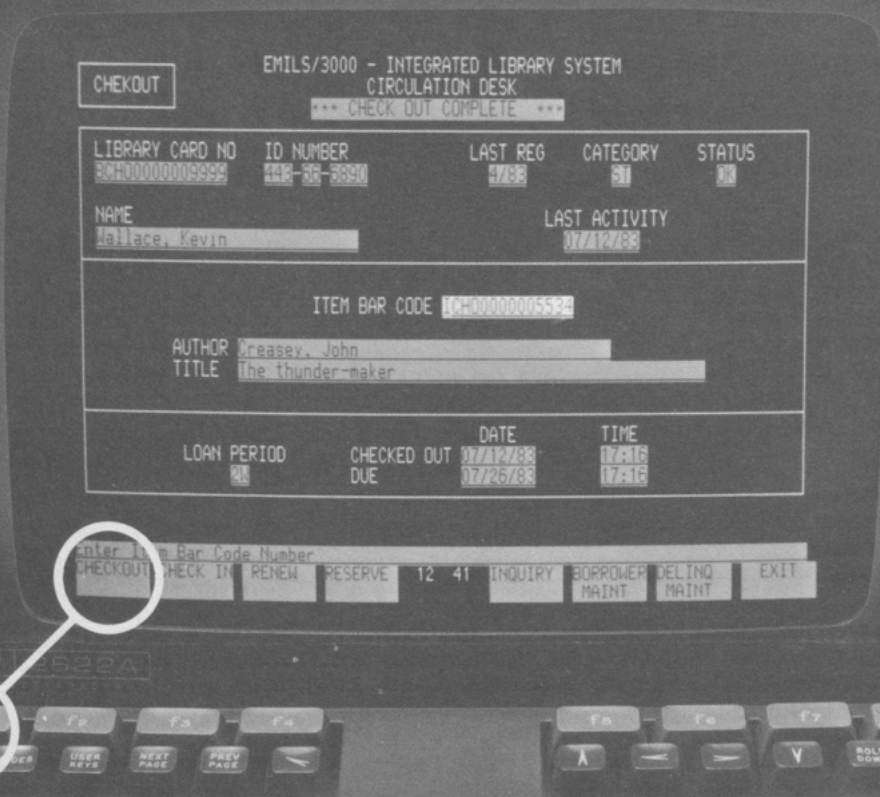 EMILS/3000 - INTEGRATED LIBRARY SYSTEM
CHEKOUT CIRCULATION DESK
*** CHECK OUT COMPLETE ***
LIBRARY CARD NO ID NUMBER LAST REG CATEGORY STATUS
BCH00000009999 443-66-6890 4/83 ST OK
NAME LAST ACTIVITY
Wallace, Kevin 07/12/83
ITEM BAR CODE ICH00000005534
AUTHOR Creasey, John
TITLE The thunder-maker
DATE TIME
LOAN PERIOD CHECKED OUT 07/12/83 17:16
2W DUE 07/26/83 17:16
Enter Item Bar Code Number
CHECKOUT CHECK IN RENEW RESERVE 12 41 INQUIRY BORROWER DELINQ EXIT
MAINT MAINT
2622A
f2 f3 f4 f5 f6 f7
USER NEXT PREV ROLL
KEYS PAGE PAGE DOWN